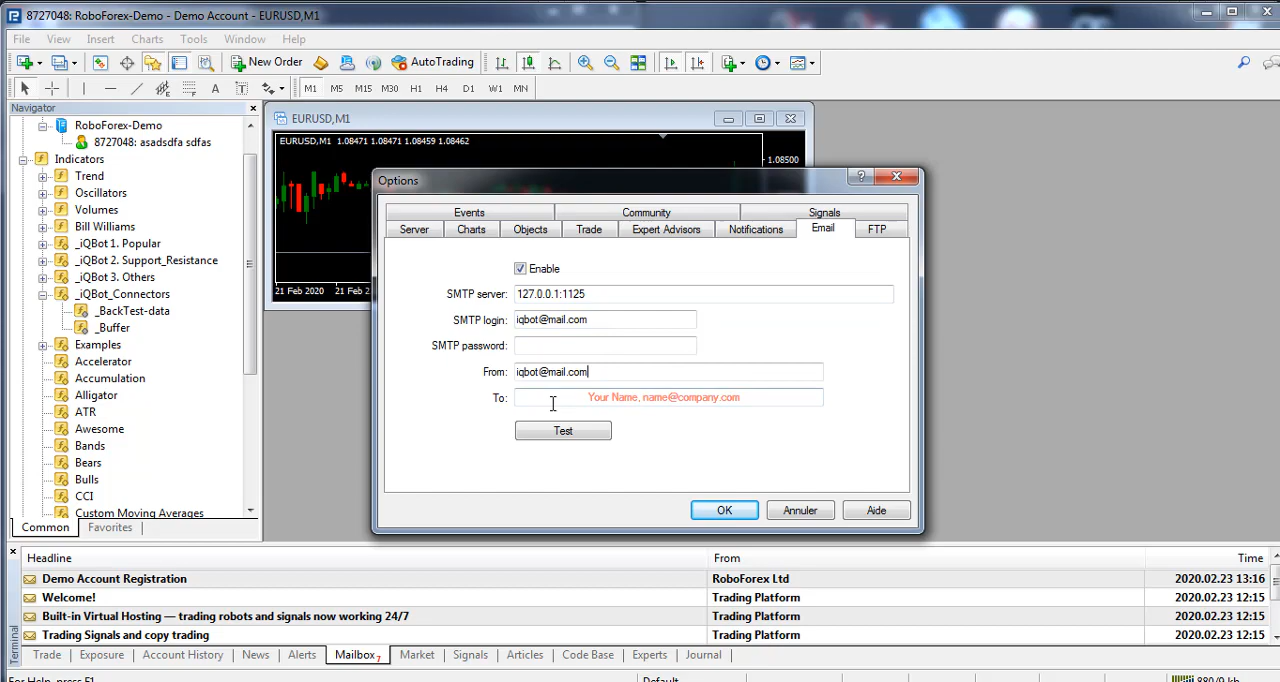 8727048: RoboForex-Demo - Demo Account - EURUSD,M1
File View Insert Charts Tools Window Help
New Order AutoTrading
A T M1 M5 M15 M30 H1 H4 D1 W1 MN
Navigator
RoboForex-Demo
8727048: asadsdfa sdfas
Indicators
Trend
Oscillators
Volumes
Bill Williams
_iQBot 1. Popular
_iQBot 2. Support_Resistance
_iQBot 3. Others
_iQBot_Connectors
_BackTest-data
_Buffer
Examples
Accelerator
Accumulation
Alligator
ATR
Awesome
Bands
Bears
Bulls
CCI
Custom Moving Averages
Common Favorites
EURUSD,M1
EURUSD,M1 1.08471 1.08471 1.08459 1.08462
1.08500
21 Feb 2020 21 Feb
Options
Events Community Signals
Server Charts Objects Trade Expert Advisors Notifications Email FTP
Enable
SMTP server: 127.0.0.1:1125
SMTP login: iqbot@mail.com
SMTP password:
From: iqbot@mail.com
To: Your Name, name@company.com
Test
OK Annuler Aide
Headline From Time
Demo Account Registration RoboForex Ltd 2020.02.23 13:16
Welcome! Trading Platform 2020.02.23 12:15
Built-in Virtual Hosting — trading robots and signals now working 24/7 Trading Platform 2020.02.23 12:15
Trading Signals and copy trading Trading Platform 2020.02.23 12:15
Terminal
Trade Exposure Account History News Alerts Mailbox 7 Market Signals Articles Code Base Experts Journal
For Help, press F1 Default 880/9 kb